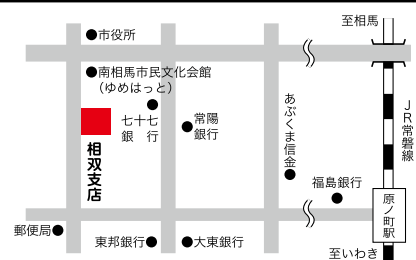 至相馬
市役所
南相馬市民文化会館
(ゆめはっと)
七十七
銀行
常陽
銀行
あぶくま信金
JR常磐線
相双支店
福島銀行
原ノ町駅
郵便局
東邦銀行
大東銀行
至いわき